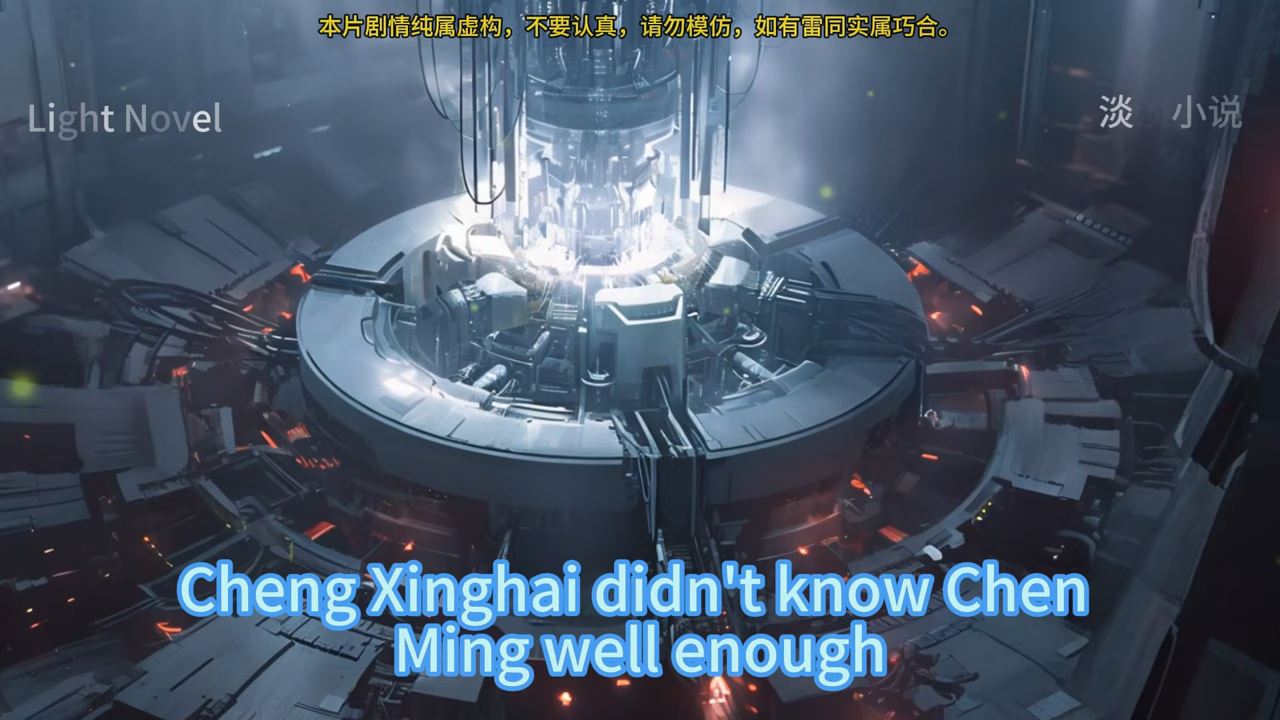 本片剧情纯属虚构，不要认真，请勿模仿，如有雷同实属巧合。
Light Novel
淡 小说
Cheng Xinghai didn't know Chen
Ming well enough